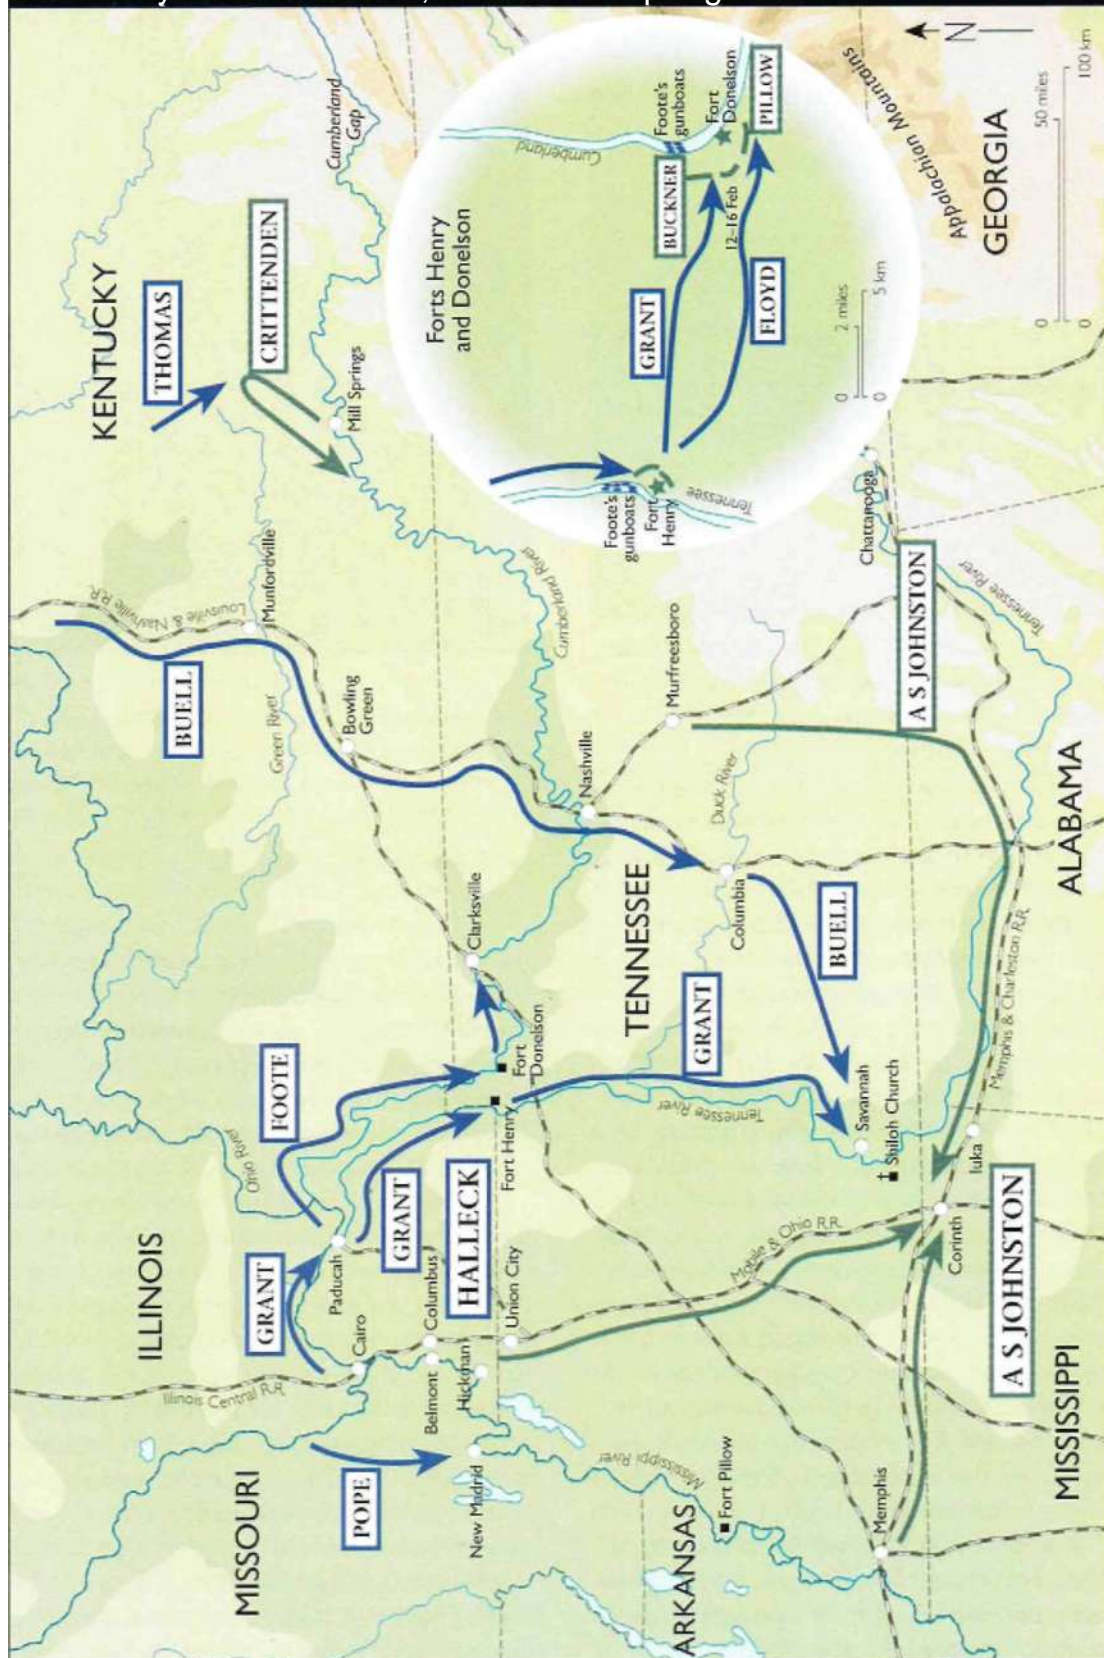 MISSOURI
ILLINOIS
KENTUCKY
POPE
GRANT
FOOTE
BUELL
THOMAS
CRITTENDEN
Illinois Central R.R.
Ohio River
Green River
Louisville & Nashville R.R.
Munfordville
Cumberland
Gap
Cairo
Paducah
GRANT
HALLECK
Bowling
Green
Mill Springs
New Madrid
Belmont
Hickman
Columbus
Union City
Fort Henry
Fort
Donelson
Clarksville
Cumberland River
Forts Henry
and Donelson
Cumberland
Foote's
gunboats
Fort
Henry
Tennessee
GRANT
BUCKNER
Foote's
gunboats
Fort
Donelson
12–16 Feb
FLOYD
PILLOW
0 2 miles
0 5 km
ARKANSAS
Mississippi River
Fort Pillow
Mobile & Ohio R.R.
TENNESSEE
Tennessee River
GRANT
Nashville
Murfreesboro
Duck River
Columbia
BUELL
Memphis
Shiloh Church
Savannah
Chattanooga
A S JOHNSTON
Corinth
Iuka
Memphis & Charleston R.R.
Tennessee River
A S JOHNSTON
MISSISSIPPI
ALABAMA
GEORGIA
Appalachian Mountains
N
0 50 miles
0 100 km